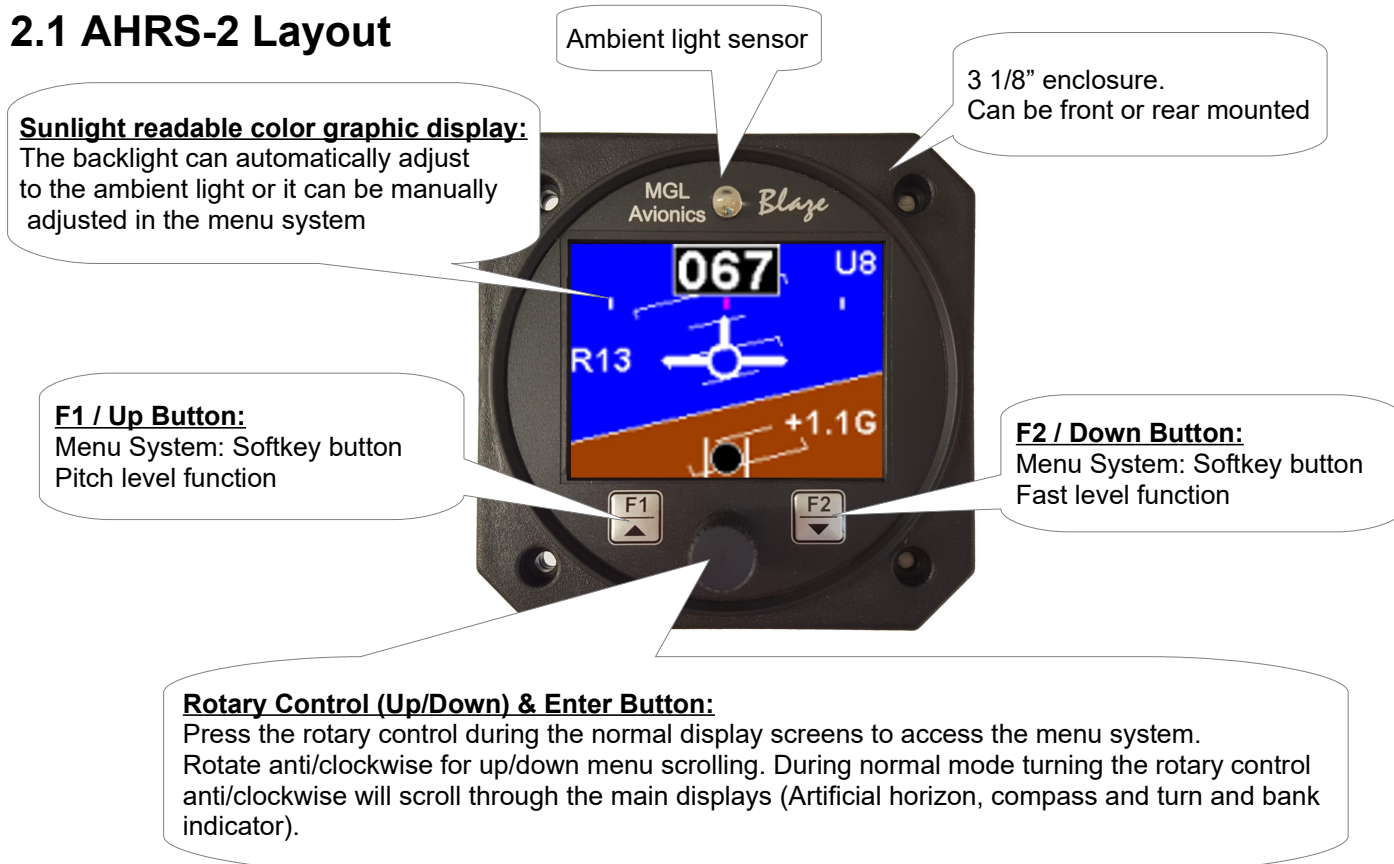 2.1 AHRS-2 Layout
Ambient light sensor
3 1/8” enclosure.
Can be front or rear mounted
Sunlight readable color graphic display:
The backlight can automatically adjust
to the ambient light or it can be manually
adjusted in the menu system
MGL
Avionics
Blaze
067
U8
R13
+1.1G
F1 / Up Button:
Menu System: Softkey button
Pitch level function
F2 / Down Button:
Menu System: Softkey button
Fast level function
F1
F2
Rotary Control (Up/Down) & Enter Button:
Press the rotary control during the normal display screens to access the menu system.
Rotate anti/clockwise for up/down menu scrolling. During normal mode turning the rotary control
anti/clockwise will scroll through the main displays (Artificial horizon, compass and turn and bank
indicator).